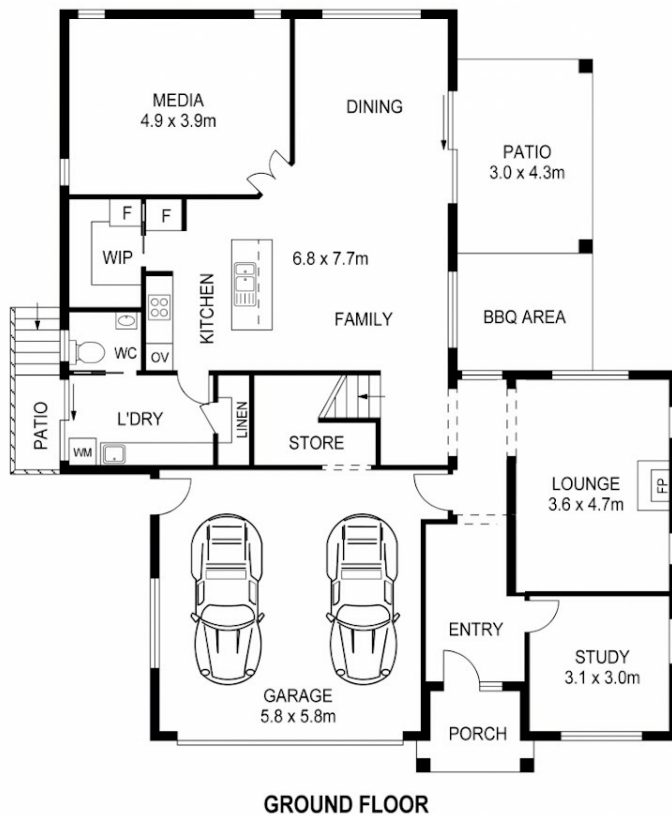 MEDIA
4.9 x 3.9m
DINING
PATIO
3.0 x 4.3m
F
F
WIP
6.8 x 7.7m
KITCHEN
FAMILY
BBQ AREA
WC
OV
PATIO
L'DRY
LINEN
WM
STORE
LOUNGE
3.6 x 4.7m
FP
ENTRY
STUDY
3.1 x 3.0m
GARAGE
5.8 x 5.8m
PORCH
GROUND FLOOR